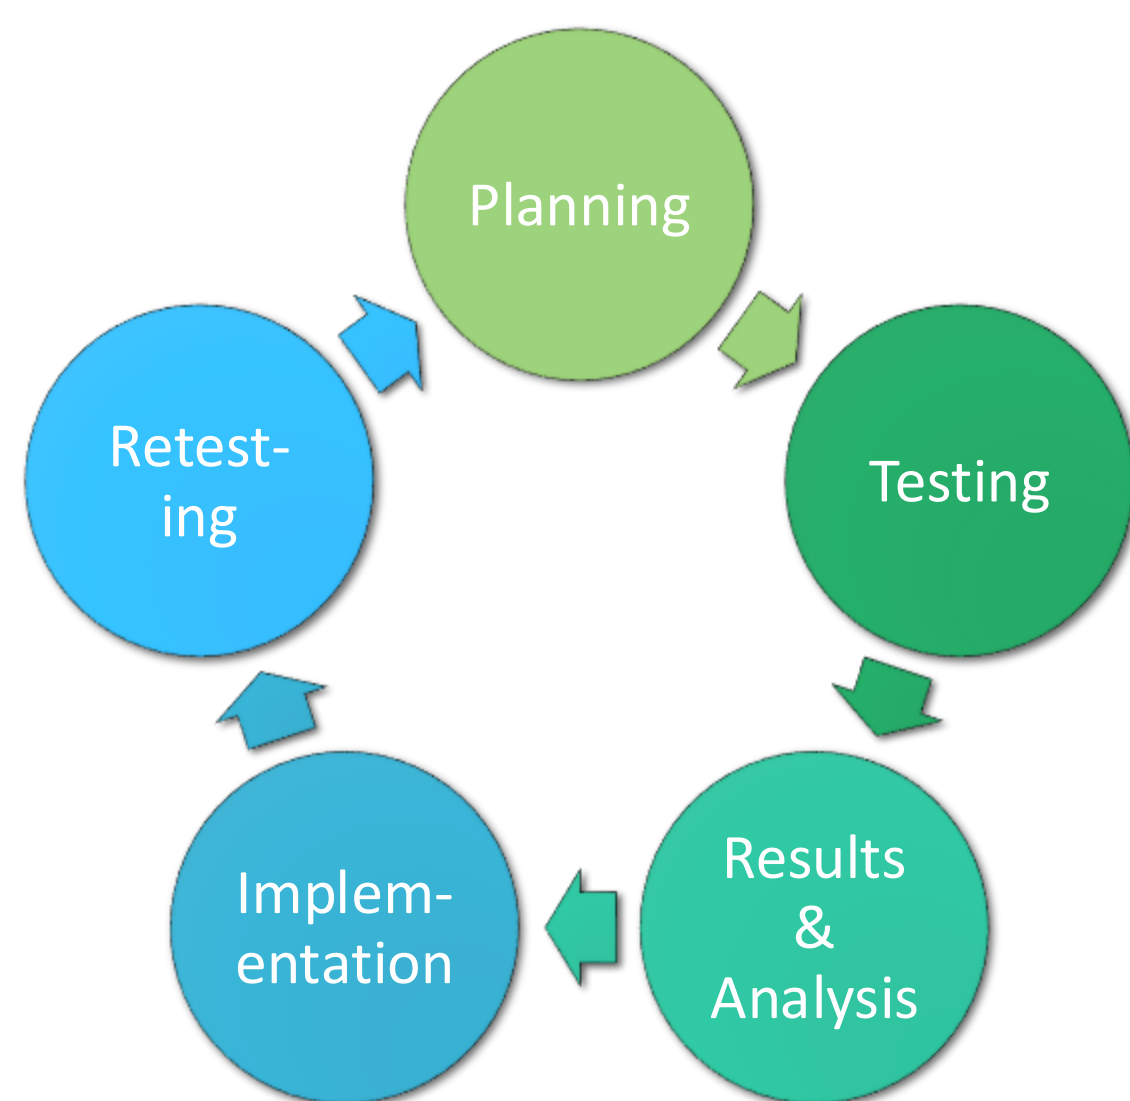 Planning
Testing
Results
&
Analysis
Implem-
entation
Retest-
ing